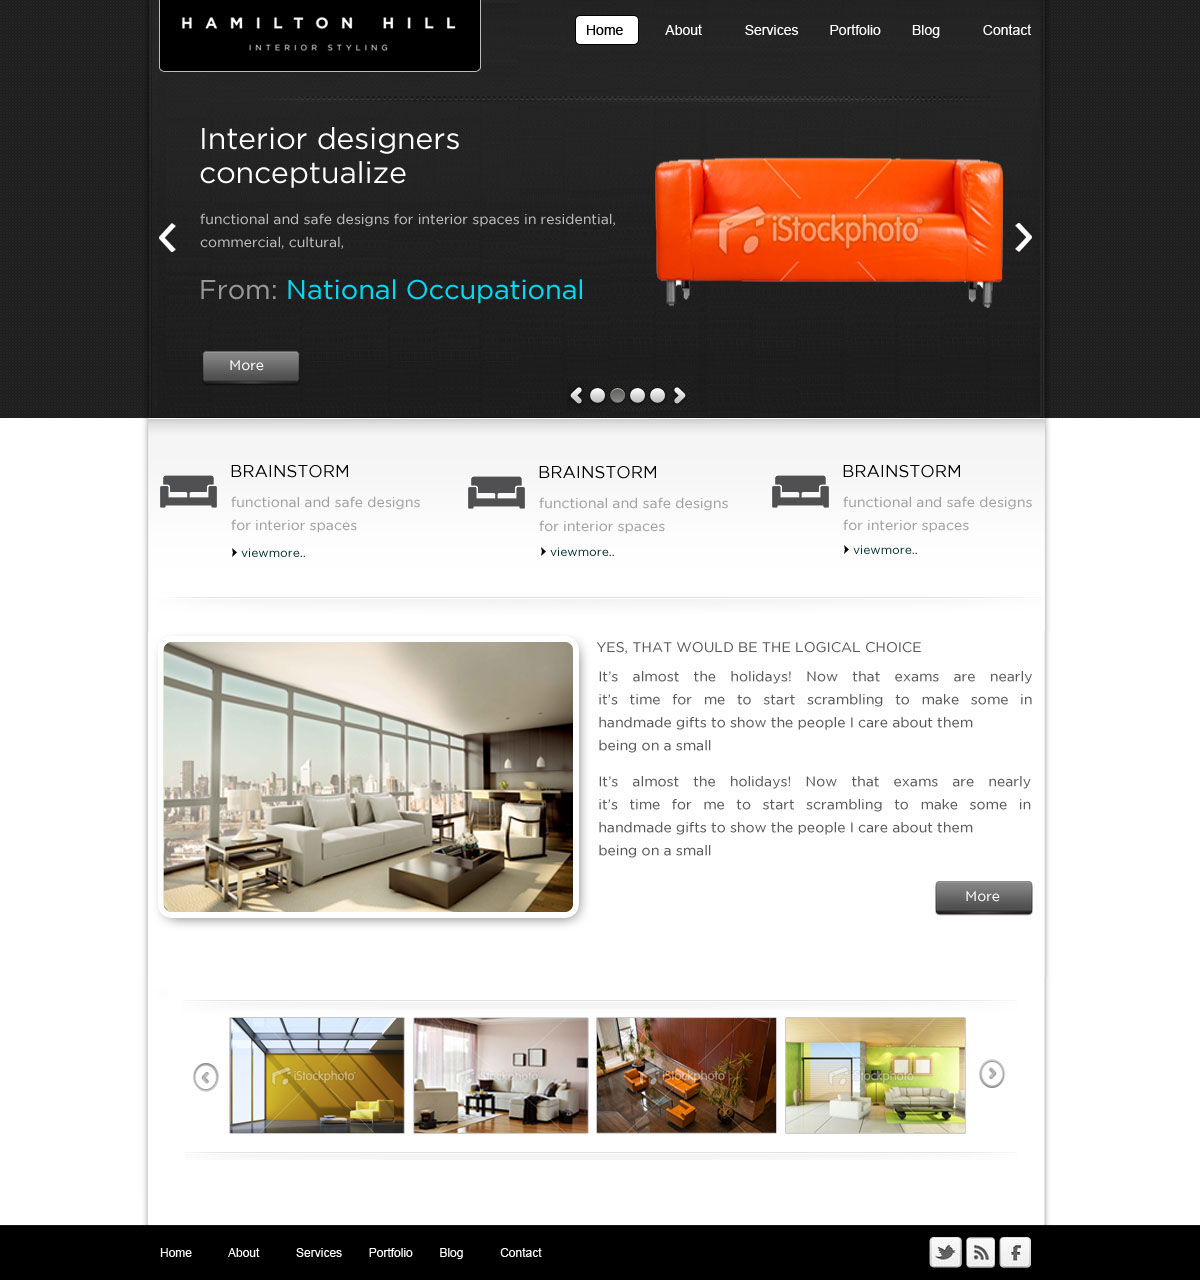 HAMILTON HILL
INTERIOR STYLING
Home About Services Portfolio Blog Contact
Interior designers
conceptualize
functional and safe designs for interior spaces in residential,
commercial, cultural,
From: National Occupational
iStockphoto
More
BRAINSTORM
functional and safe designs
for interior spaces
viewmore..
BRAINSTORM
functional and safe designs
for interior spaces
viewmore..
BRAINSTORM
functional and safe designs
for interior spaces
viewmore..
YES, THAT WOULD BE THE LOGICAL CHOICE
It's almost the holidays! Now that exams are nearly
it's time for me to start scrambling to make some in
handmade gifts to show the people I care about them
being on a small
It's almost the holidays! Now that exams are nearly
it's time for me to start scrambling to make some in
handmade gifts to show the people I care about them
being on a small
More
iStockphoto
iStockphoto
iStockphoto
iStockphoto
Home About Services Portfolio Blog Contact